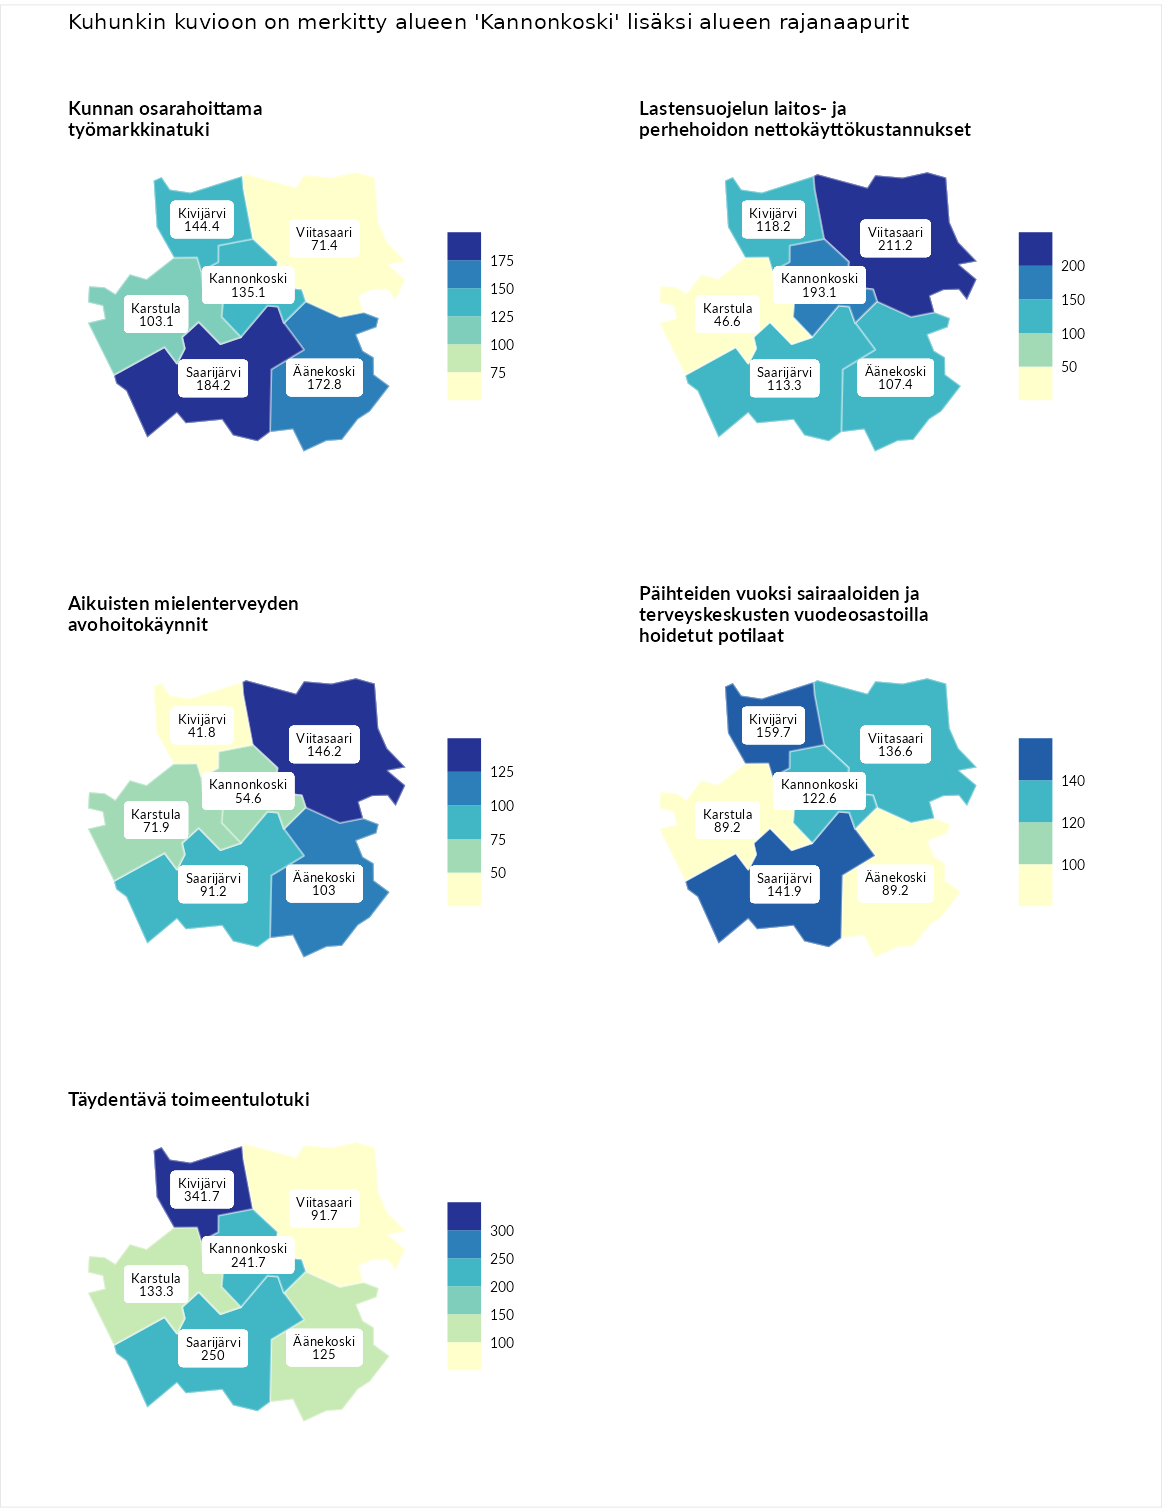 Kuhunkin kuvioon on merkitty alueen 'Kannonkoski' lisäksi alueen rajanaapurit
Kunnan osarahoittama
työmarkkinatuki
Kivijärvi
144.4
Viitasaari
71.4
Kannonkoski
135.1
Karstula
103.1
Saarijärvi
184.2
Äänekoski
172.8
175
150
125
100
75
Lastensuojelun laitos- ja
perhehoidon nettokäyttökustannukset
Kivijärvi
118.2
Viitasaari
211.2
Kannonkoski
193.1
Karstula
46.6
Saarijärvi
113.3
Äänekoski
107.4
200
150
100
50
Aikuisten mielenterveyden
avohoitokäynnit
Kivijärvi
41.8
Viitasaari
146.2
Kannonkoski
54.6
Karstula
71.9
Saarijärvi
91.2
Äänekoski
103
125
100
75
50
Päihteiden vuoksi sairaaloiden ja
terveyskeskusten vuodeosastoilla
hoidetut potilaat
Kivijärvi
159.7
Viitasaari
136.6
Kannonkoski
122.6
Karstula
89.2
Saarijärvi
141.9
Äänekoski
89.2
140
120
100
Täydentävä toimeentulotuki
Kivijärvi
341.7
Viitasaari
91.7
Kannonkoski
241.7
Karstula
133.3
Saarijärvi
250
Äänekoski
125
300
250
200
150
100